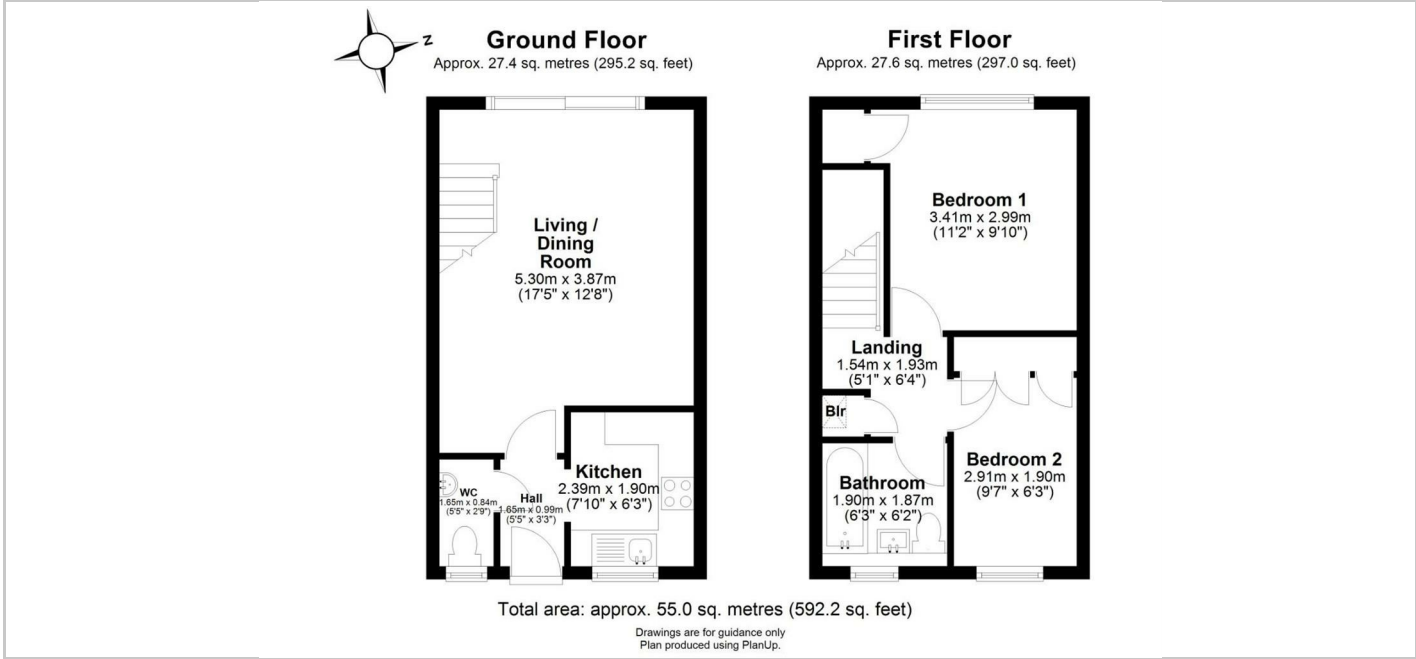 Z
Ground Floor
Approx. 27.4 sq. metres (295.2 sq. feet)
Living /
Dining
Room
5.30m x 3.87m
(17'5" x 12'8")
Kitchen
2.39m x 1.90m
(7'10" x 6'3")
WC
1.65m x 0.84m
(5'5" x 2'9")
Hall
1.65m x 0.99m
(5'5" x 3'3")
First Floor
Approx. 27.6 sq. metres (297.0 sq. feet)
Bedroom 1
3.41m x 2.99m
(11'2" x 9'10")
Landing
1.54m x 1.93m
(5'1" x 6'4")
Blr
Bathroom
1.90m x 1.87m
(6'3" x 6'2")
Bedroom 2
2.91m x 1.90m
(9'7" x 6'3")
Total area: approx. 55.0 sq. metres (592.2 sq. feet)
Drawings are for guidance only
Plan produced using PlanUp.